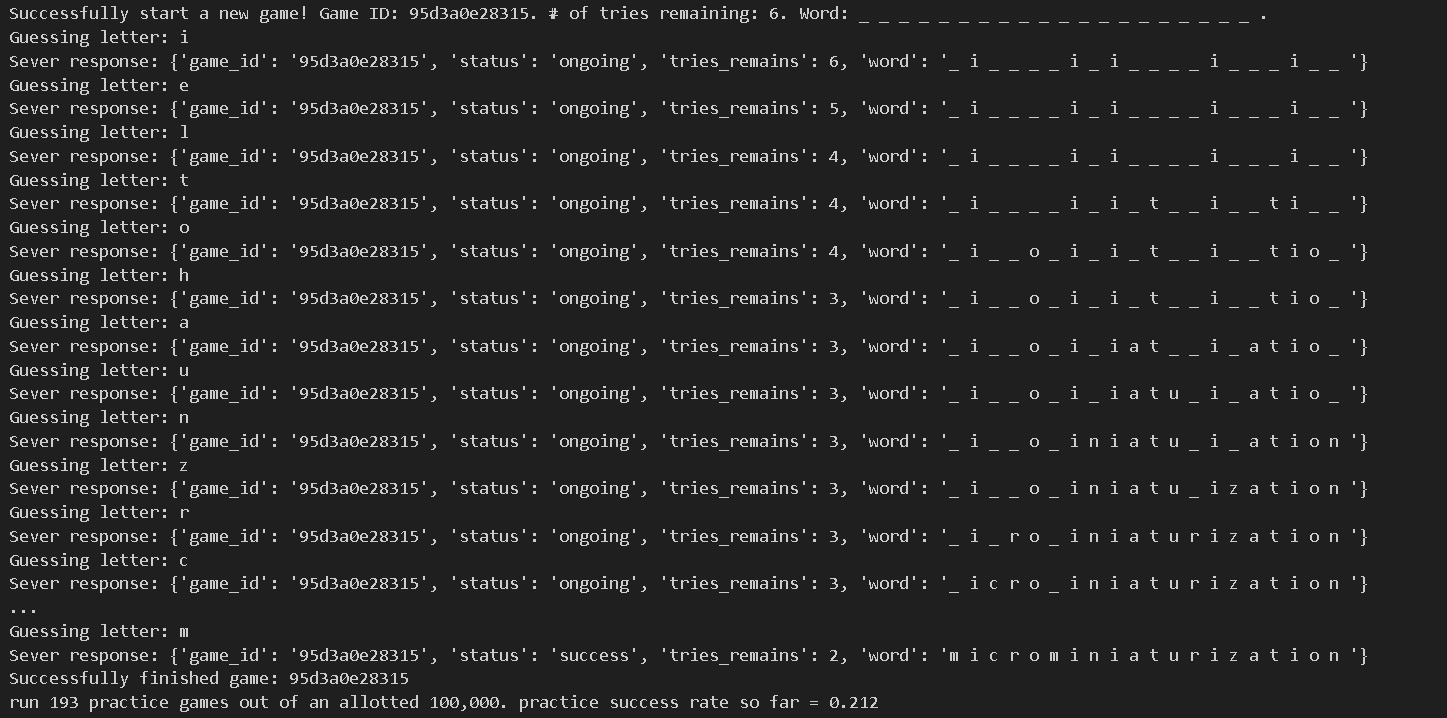 Successfully start a new game! Game ID: 95d3a0e28315. # of tries remaining: 6. Word: _ _ _ _ _ _ _ _ _ _ _ _ _ _ _ _ _ _ _ _ .
Guessing letter: i
Sever response: {'game_id': '95d3a0e28315', 'status': 'ongoing', 'tries_remains': 6, 'word': '_ i _ _ _ _ i _ i _ _ _ _ i _ _ _ i _ _ '}
Guessing letter: e
Sever response: {'game_id': '95d3a0e28315', 'status': 'ongoing', 'tries_remains': 5, 'word': '_ i _ _ _ _ i _ i _ _ _ _ i _ _ _ i _ _ '}
Guessing letter: l
Sever response: {'game_id': '95d3a0e28315', 'status': 'ongoing', 'tries_remains': 4, 'word': '_ i _ _ _ _ i _ i _ _ _ _ i _ _ _ i _ _ '}
Guessing letter: t
Sever response: {'game_id': '95d3a0e28315', 'status': 'ongoing', 'tries_remains': 4, 'word': '_ i _ _ _ _ i _ i _ t _ _ i _ _ t i _ _ '}
Guessing letter: o
Sever response: {'game_id': '95d3a0e28315', 'status': 'ongoing', 'tries_remains': 4, 'word': '_ i _ _ o _ i _ i _ t _ _ i _ _ t i o _ '}
Guessing letter: h
Sever response: {'game_id': '95d3a0e28315', 'status': 'ongoing', 'tries_remains': 3, 'word': '_ i _ _ o _ i _ i _ t _ _ i _ _ t i o _ '}
Guessing letter: a
Sever response: {'game_id': '95d3a0e28315', 'status': 'ongoing', 'tries_remains': 3, 'word': '_ i _ _ o _ i _ i a t _ _ i _ a t i o _ '}
Guessing letter: u
Sever response: {'game_id': '95d3a0e28315', 'status': 'ongoing', 'tries_remains': 3, 'word': '_ i _ _ o _ i _ i a t u _ i _ a t i o _ '}
Guessing letter: n
Sever response: {'game_id': '95d3a0e28315', 'status': 'ongoing', 'tries_remains': 3, 'word': '_ i _ _ o _ i n i a t u _ i _ a t i o n '}
Guessing letter: z
Sever response: {'game_id': '95d3a0e28315', 'status': 'ongoing', 'tries_remains': 3, 'word': '_ i _ _ o _ i n i a t u _ i z a t i o n '}
Guessing letter: r
Sever response: {'game_id': '95d3a0e28315', 'status': 'ongoing', 'tries_remains': 3, 'word': '_ i _ r o _ i n i a t u r i z a t i o n '}
Guessing letter: c
Sever response: {'game_id': '95d3a0e28315', 'status': 'ongoing', 'tries_remains': 3, 'word': '_ i c r o _ i n i a t u r i z a t i o n '}
...
Guessing letter: m
Sever response: {'game_id': '95d3a0e28315', 'status': 'success', 'tries_remains': 2, 'word': 'm i c r o m i n i a t u r i z a t i o n '}
Successfully finished game: 95d3a0e28315
run 193 practice games out of an allotted 100,000. practice success rate so far = 0.212